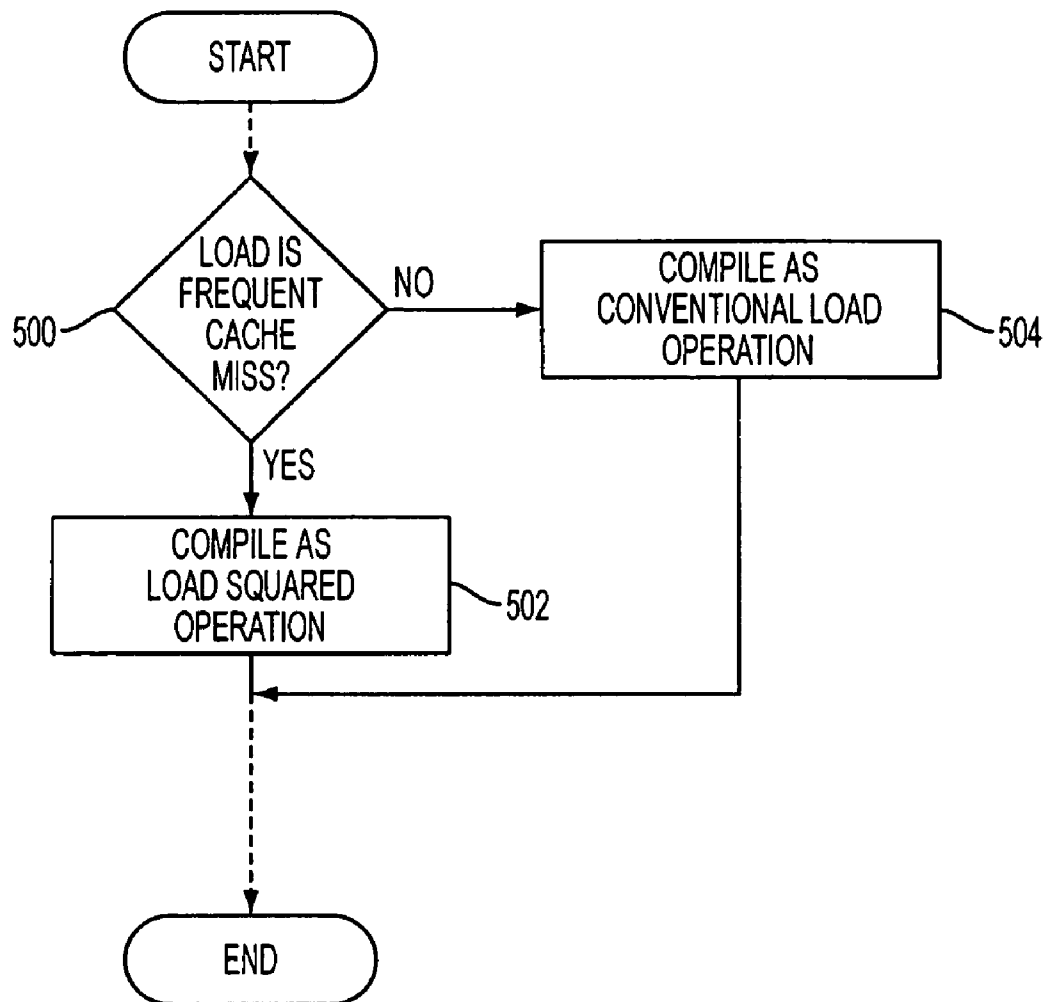 START
LOAD IS
FREQUENT
CACHE
MISS?
500
NO
COMPILE AS
CONVENTIONAL LOAD
OPERATION
504
YES
COMPILE AS
LOAD SQUARED
OPERATION
502
END